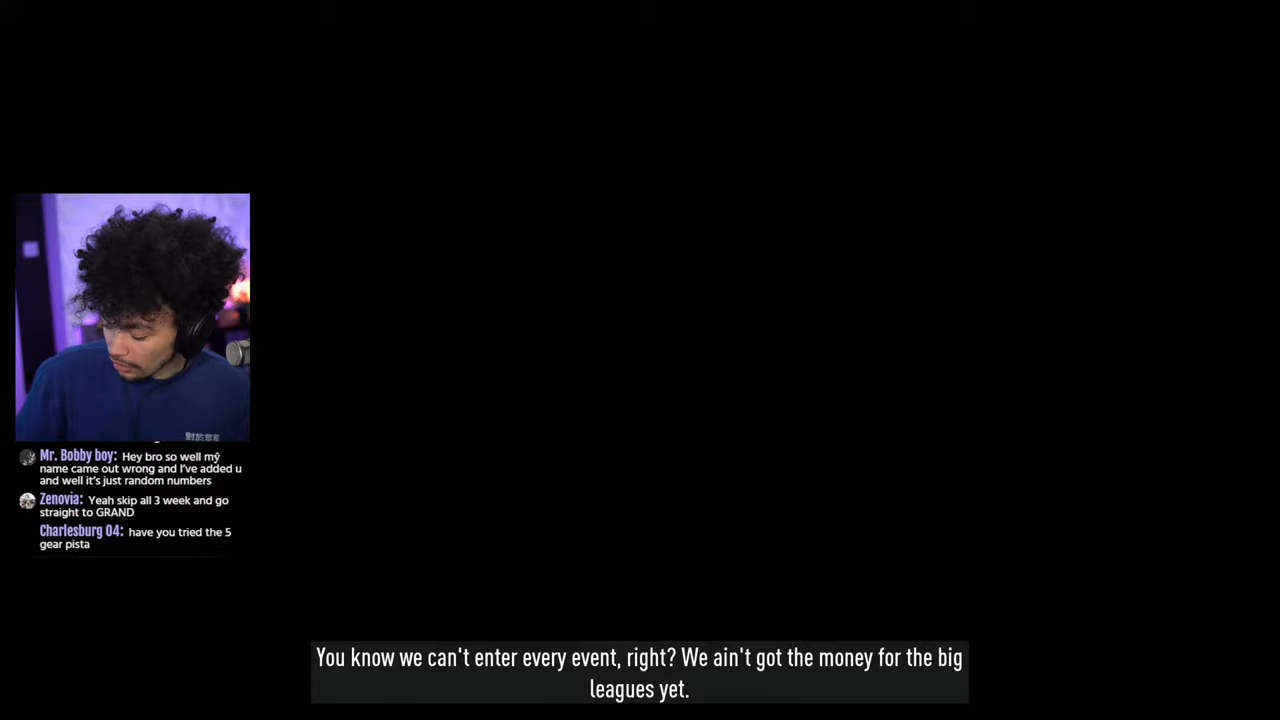 Mr. Bobby boy: Hey bro so well my
name came out wrong and I've added u
and well it's just random numbers
Zenovia: Yeah skip all 3 week and go
straight to GRAND
Charlesburg 04: have you tried the 5
gear pista
You know we can't enter every event, right? We ain't got the money for the big
leagues yet.